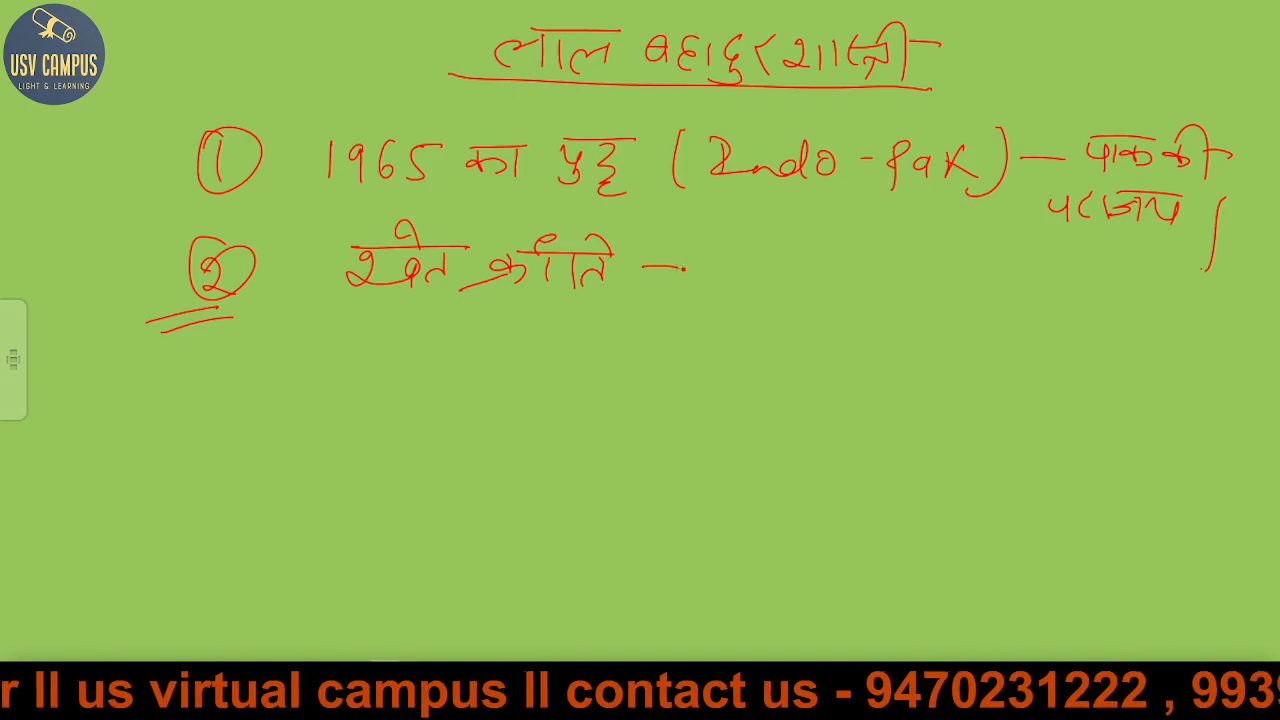 USV CAMPUS
LIGHT & LEARNING
लाल बहादुर शास्त्री
1 1965 का युद्ध (Indo - Pak) — पाक की
पराजय
2 श्वेत क्रांति —
r ll us virtual campus ll contact us - 9470231222 , 9939